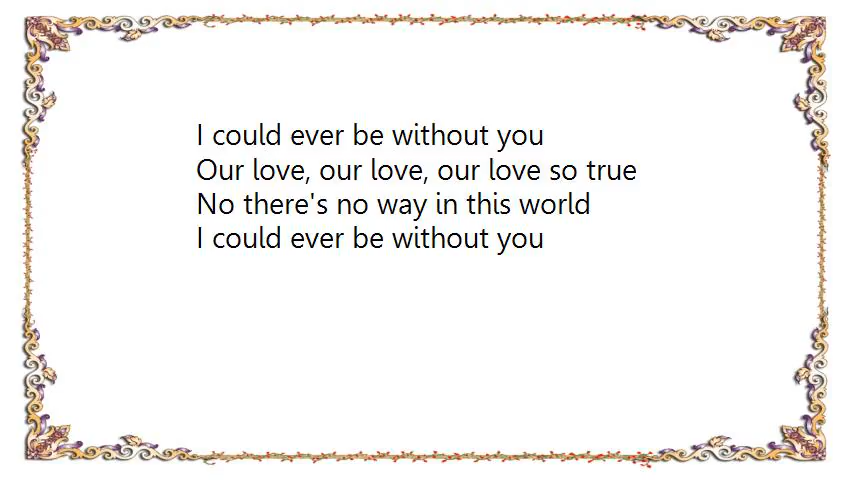 I could ever be without you
Our love, our love, our love so true
No there's no way in this world
I could ever be without you